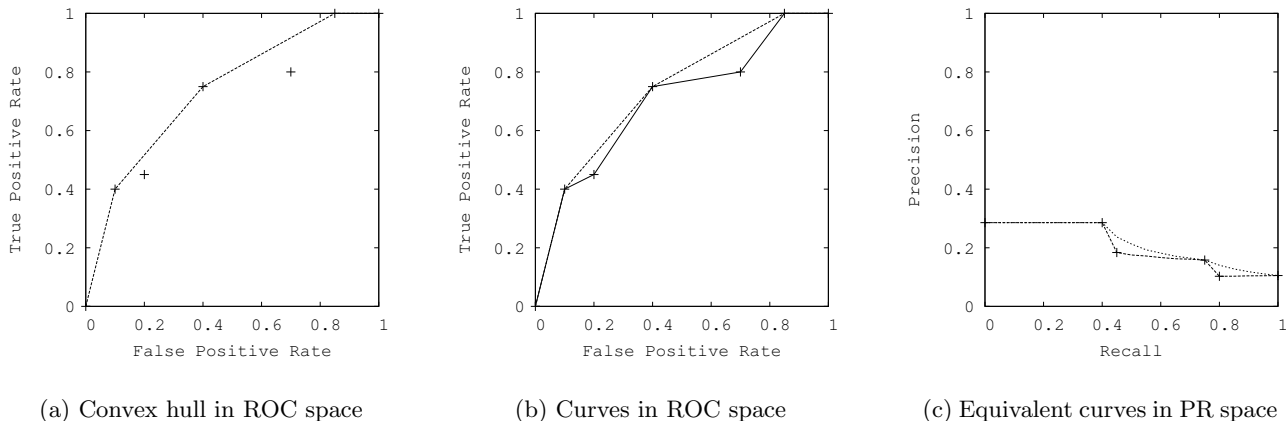 True Positive Rate
1
0.8
0.6
0.4
0.2
0
0 0.2 0.4 0.6 0.8 1
False Positive Rate
(a) Convex hull in ROC space
True Positive Rate
1
0.8
0.6
0.4
0.2
0
0 0.2 0.4 0.6 0.8 1
False Positive Rate
(b) Curves in ROC space
Precision
1
0.8
0.6
0.4
0.2
0
0 0.2 0.4 0.6 0.8 1
Recall
(c) Equivalent curves in PR space